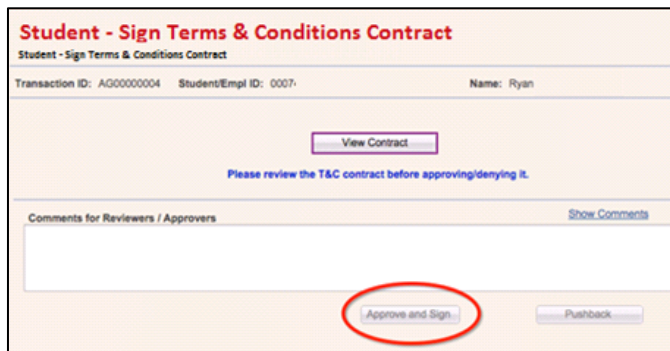 Student - Sign Terms & Conditions Contract
Student - Sign Terms & Conditions Contract
Transaction ID: AG00000004 Student/Empl ID: 0007 Name: Ryan
View Contract
Please review the T&C contract before approving/denying it.
Comments for Reviewers / Approvers Show Comments
Approve and Sign Pushback